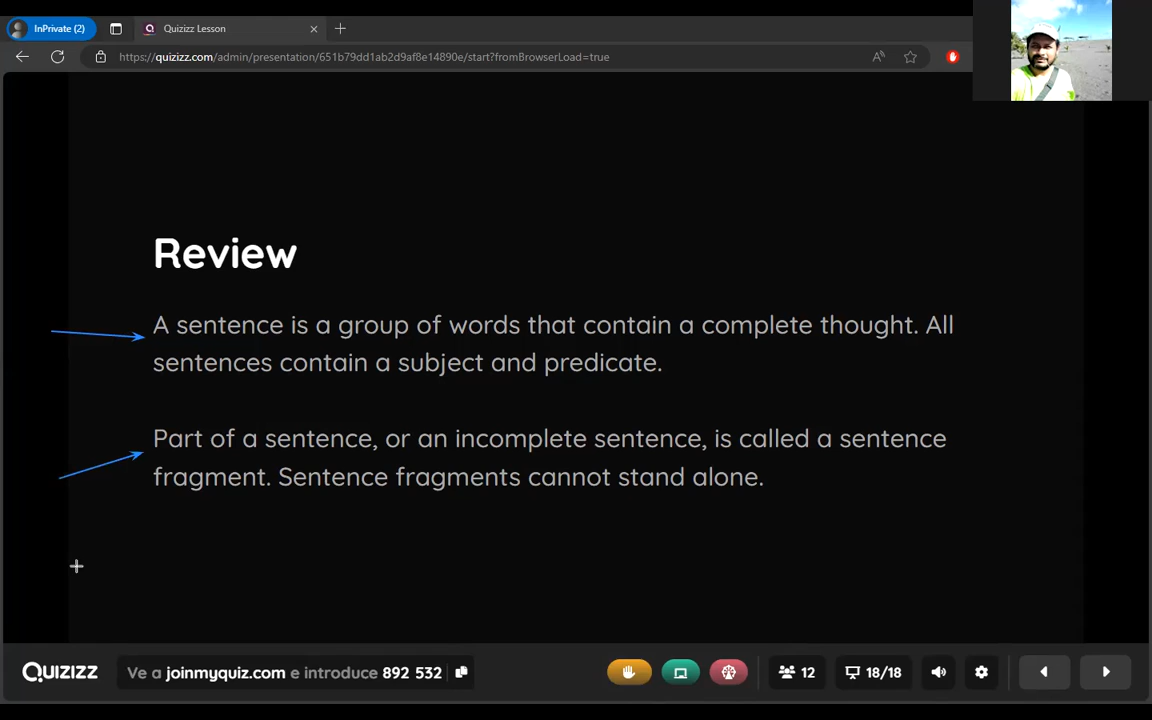 InPrivate (2)
Quizizz Lesson
https://quizizz.com/admin/presentation/651b79dd1ab2d9af8e14890e/start?fromBrowserLoad=true
Review
A sentence is a group of words that contain a complete thought. All
sentences contain a subject and predicate.
Part of a sentence, or an incomplete sentence, is called a sentence
fragment. Sentence fragments cannot stand alone.
QUIZIZZ Ve a joinmyquiz.com e introduce 892 532 12 18/18